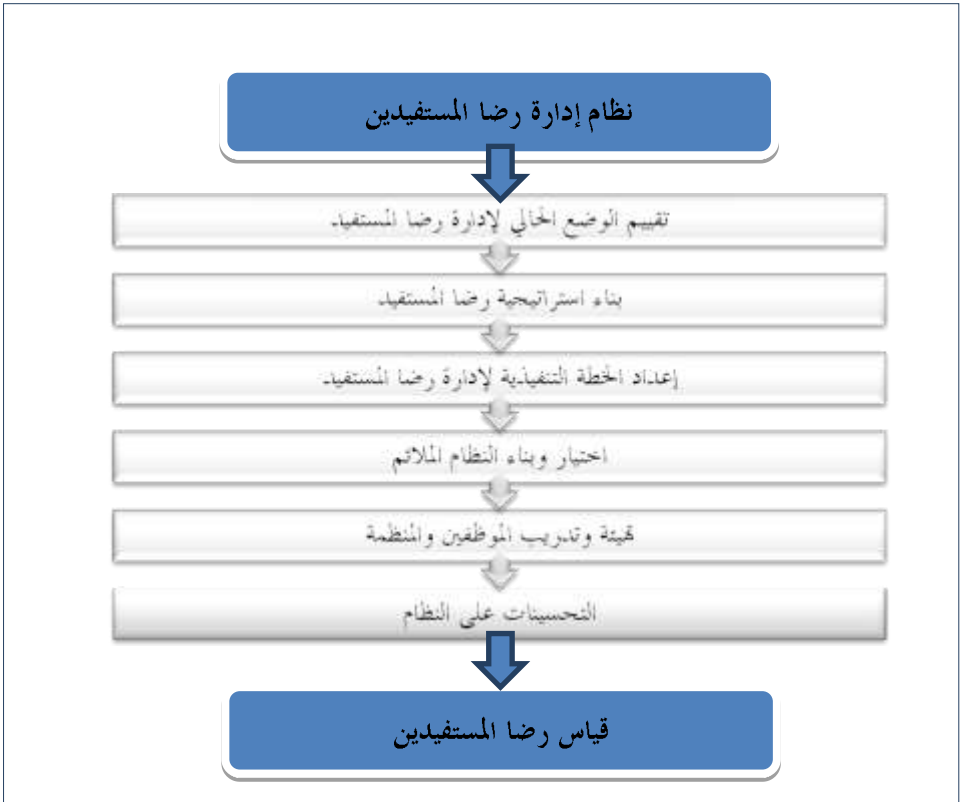 نظام إدارة رضا المستفيدين
تقييم الوضع الحالي لإدارة رضا المستفيد
بناء استراتيجية رضا المستفيد
إعداد الخطة التنفيذية لإدارة رضا المستفيد
اختيار وبناء النظام الملائم
تهيئة وتدريب الموظفين والمنظمة
التحسينات على النظام
قياس رضا المستفيدين